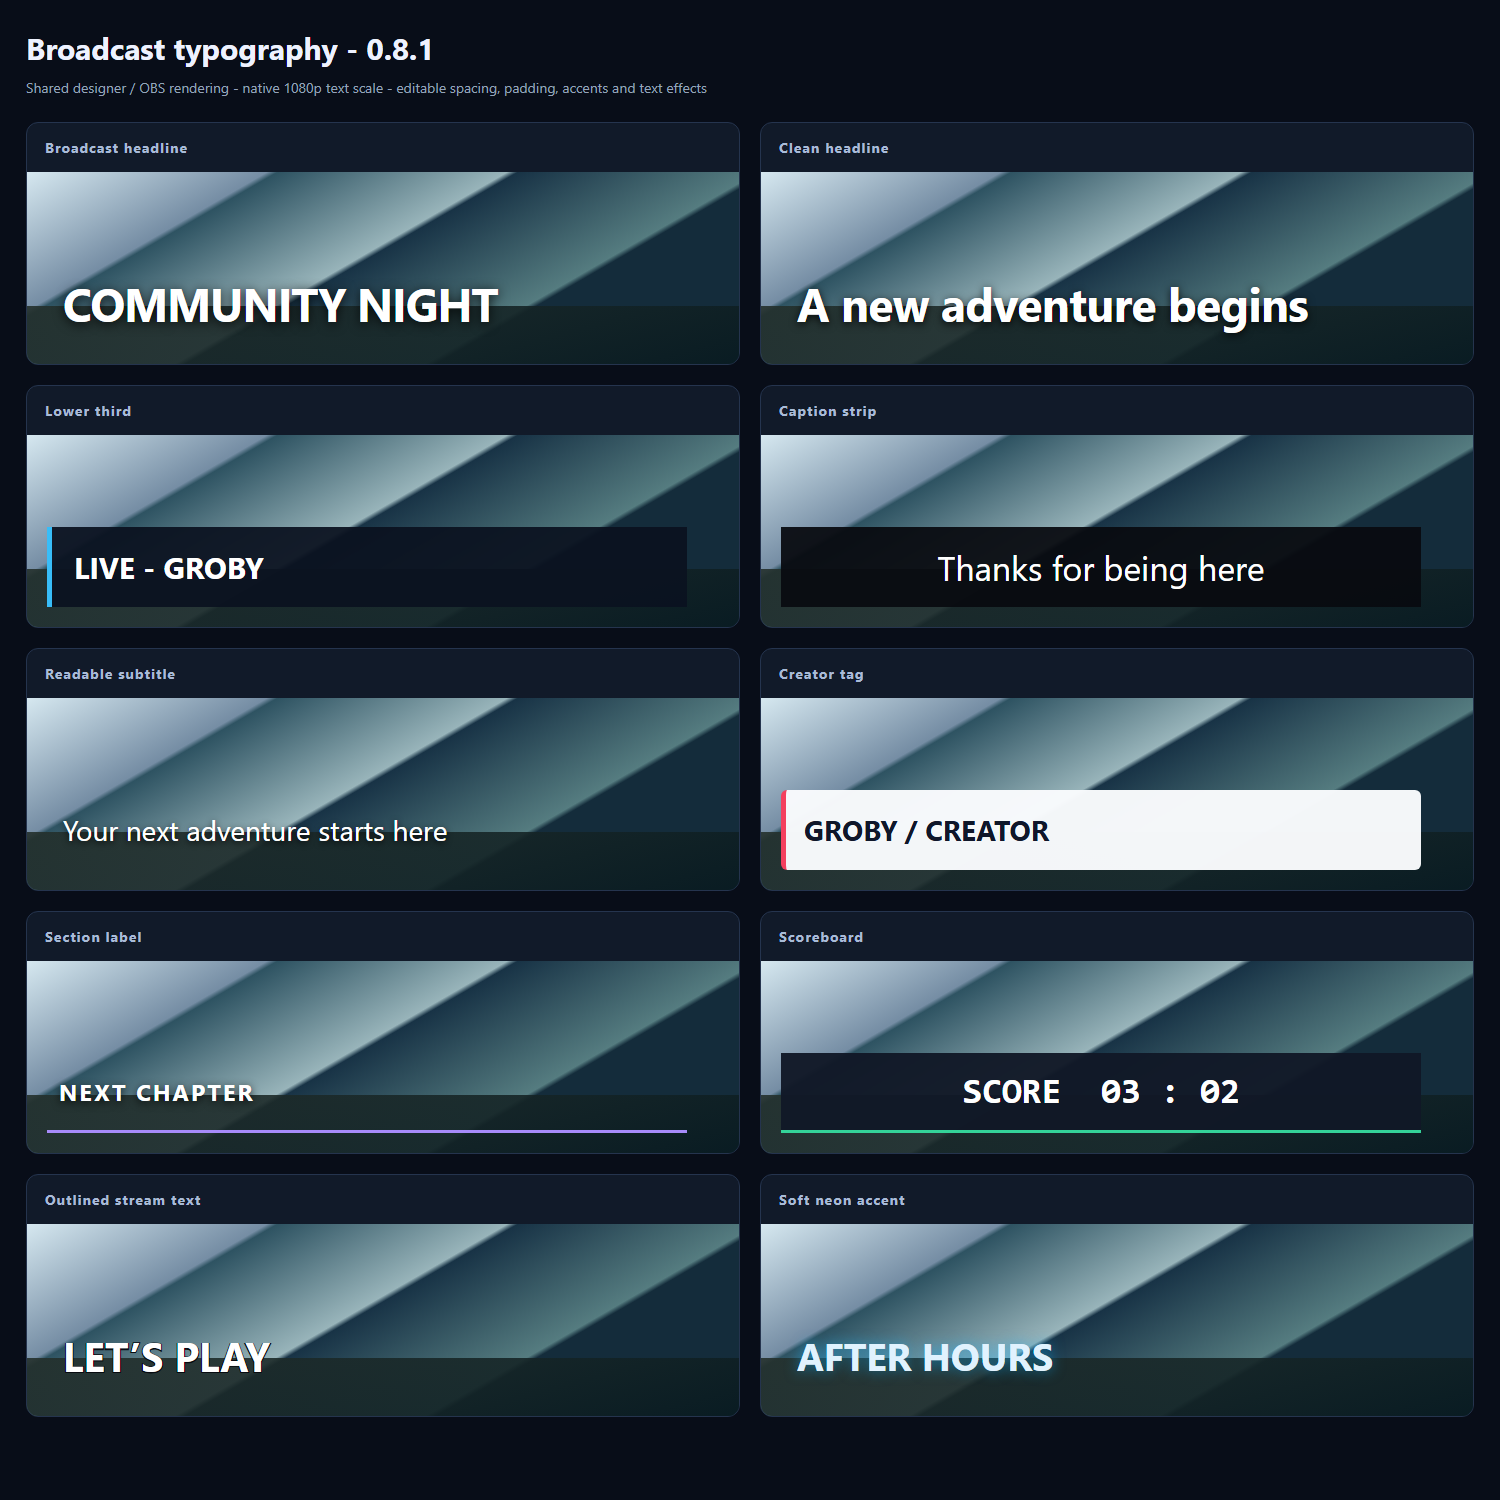 Broadcast typography - 0.8.1
Shared designer / OBS rendering - native 1080p text scale - editable spacing, padding, accents and text effects
Broadcast headline
COMMUNITY NIGHT
Clean headline
A new adventure begins
Lower third
LIVE - GROBY
Caption strip
Thanks for being here
Readable subtitle
Your next adventure starts here
Creator tag
GROBY / CREATOR
Section label
NEXT CHAPTER
Scoreboard
SCORE  03 : 02
Outlined stream text
LET’S PLAY
Soft neon accent
AFTER HOURS